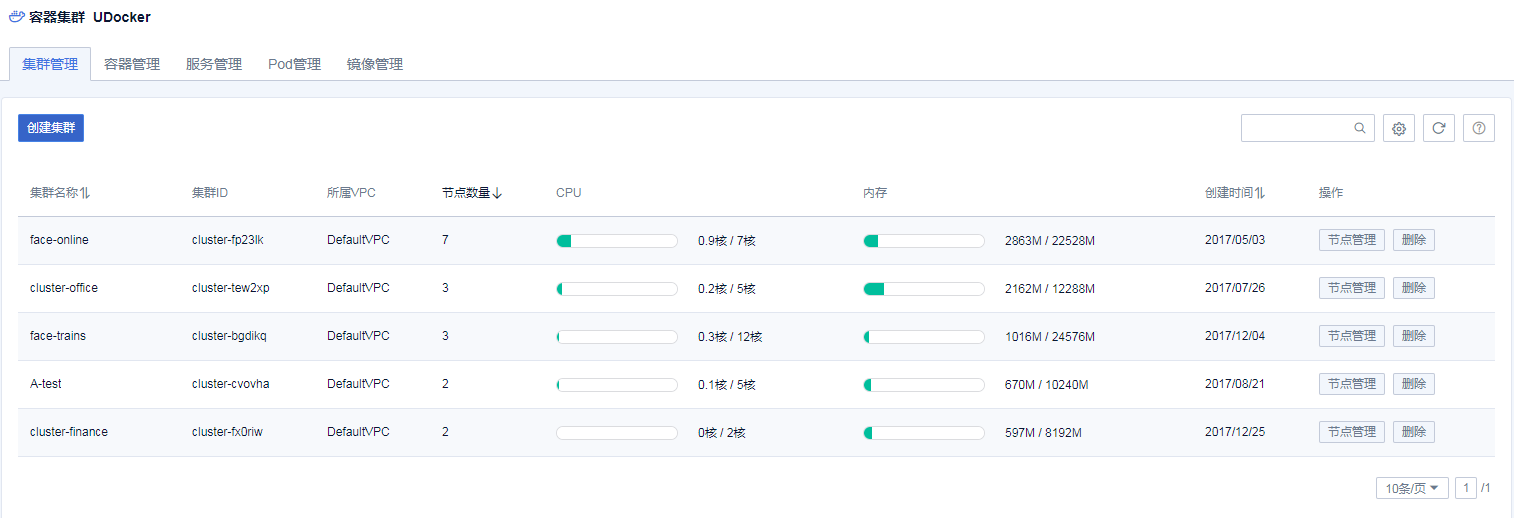 容器集群 UDocker
集群管理 容器管理 服务管理 Pod管理 镜像管理
创建集群
集群名称 集群ID 所属VPC 节点数量 CPU 内存 创建时间 操作
face-online cluster-fp23lk DefaultVPC 7 0.9核 / 7核 2863M / 22528M 2017/05/03 节点管理 删除
cluster-office cluster-tew2xp DefaultVPC 3 0.2核 / 5核 2162M / 12288M 2017/07/26 节点管理 删除
face-trains cluster-bgdikq DefaultVPC 3 0.3核 / 12核 1016M / 24576M 2017/12/04 节点管理 删除
A-test cluster-cvovha DefaultVPC 2 0.1核 / 5核 670M / 10240M 2017/08/21 节点管理 删除
cluster-finance cluster-fx0riw DefaultVPC 2 0核 / 2核 597M / 8192M 2017/12/25 节点管理 删除
10条/页 1 /1